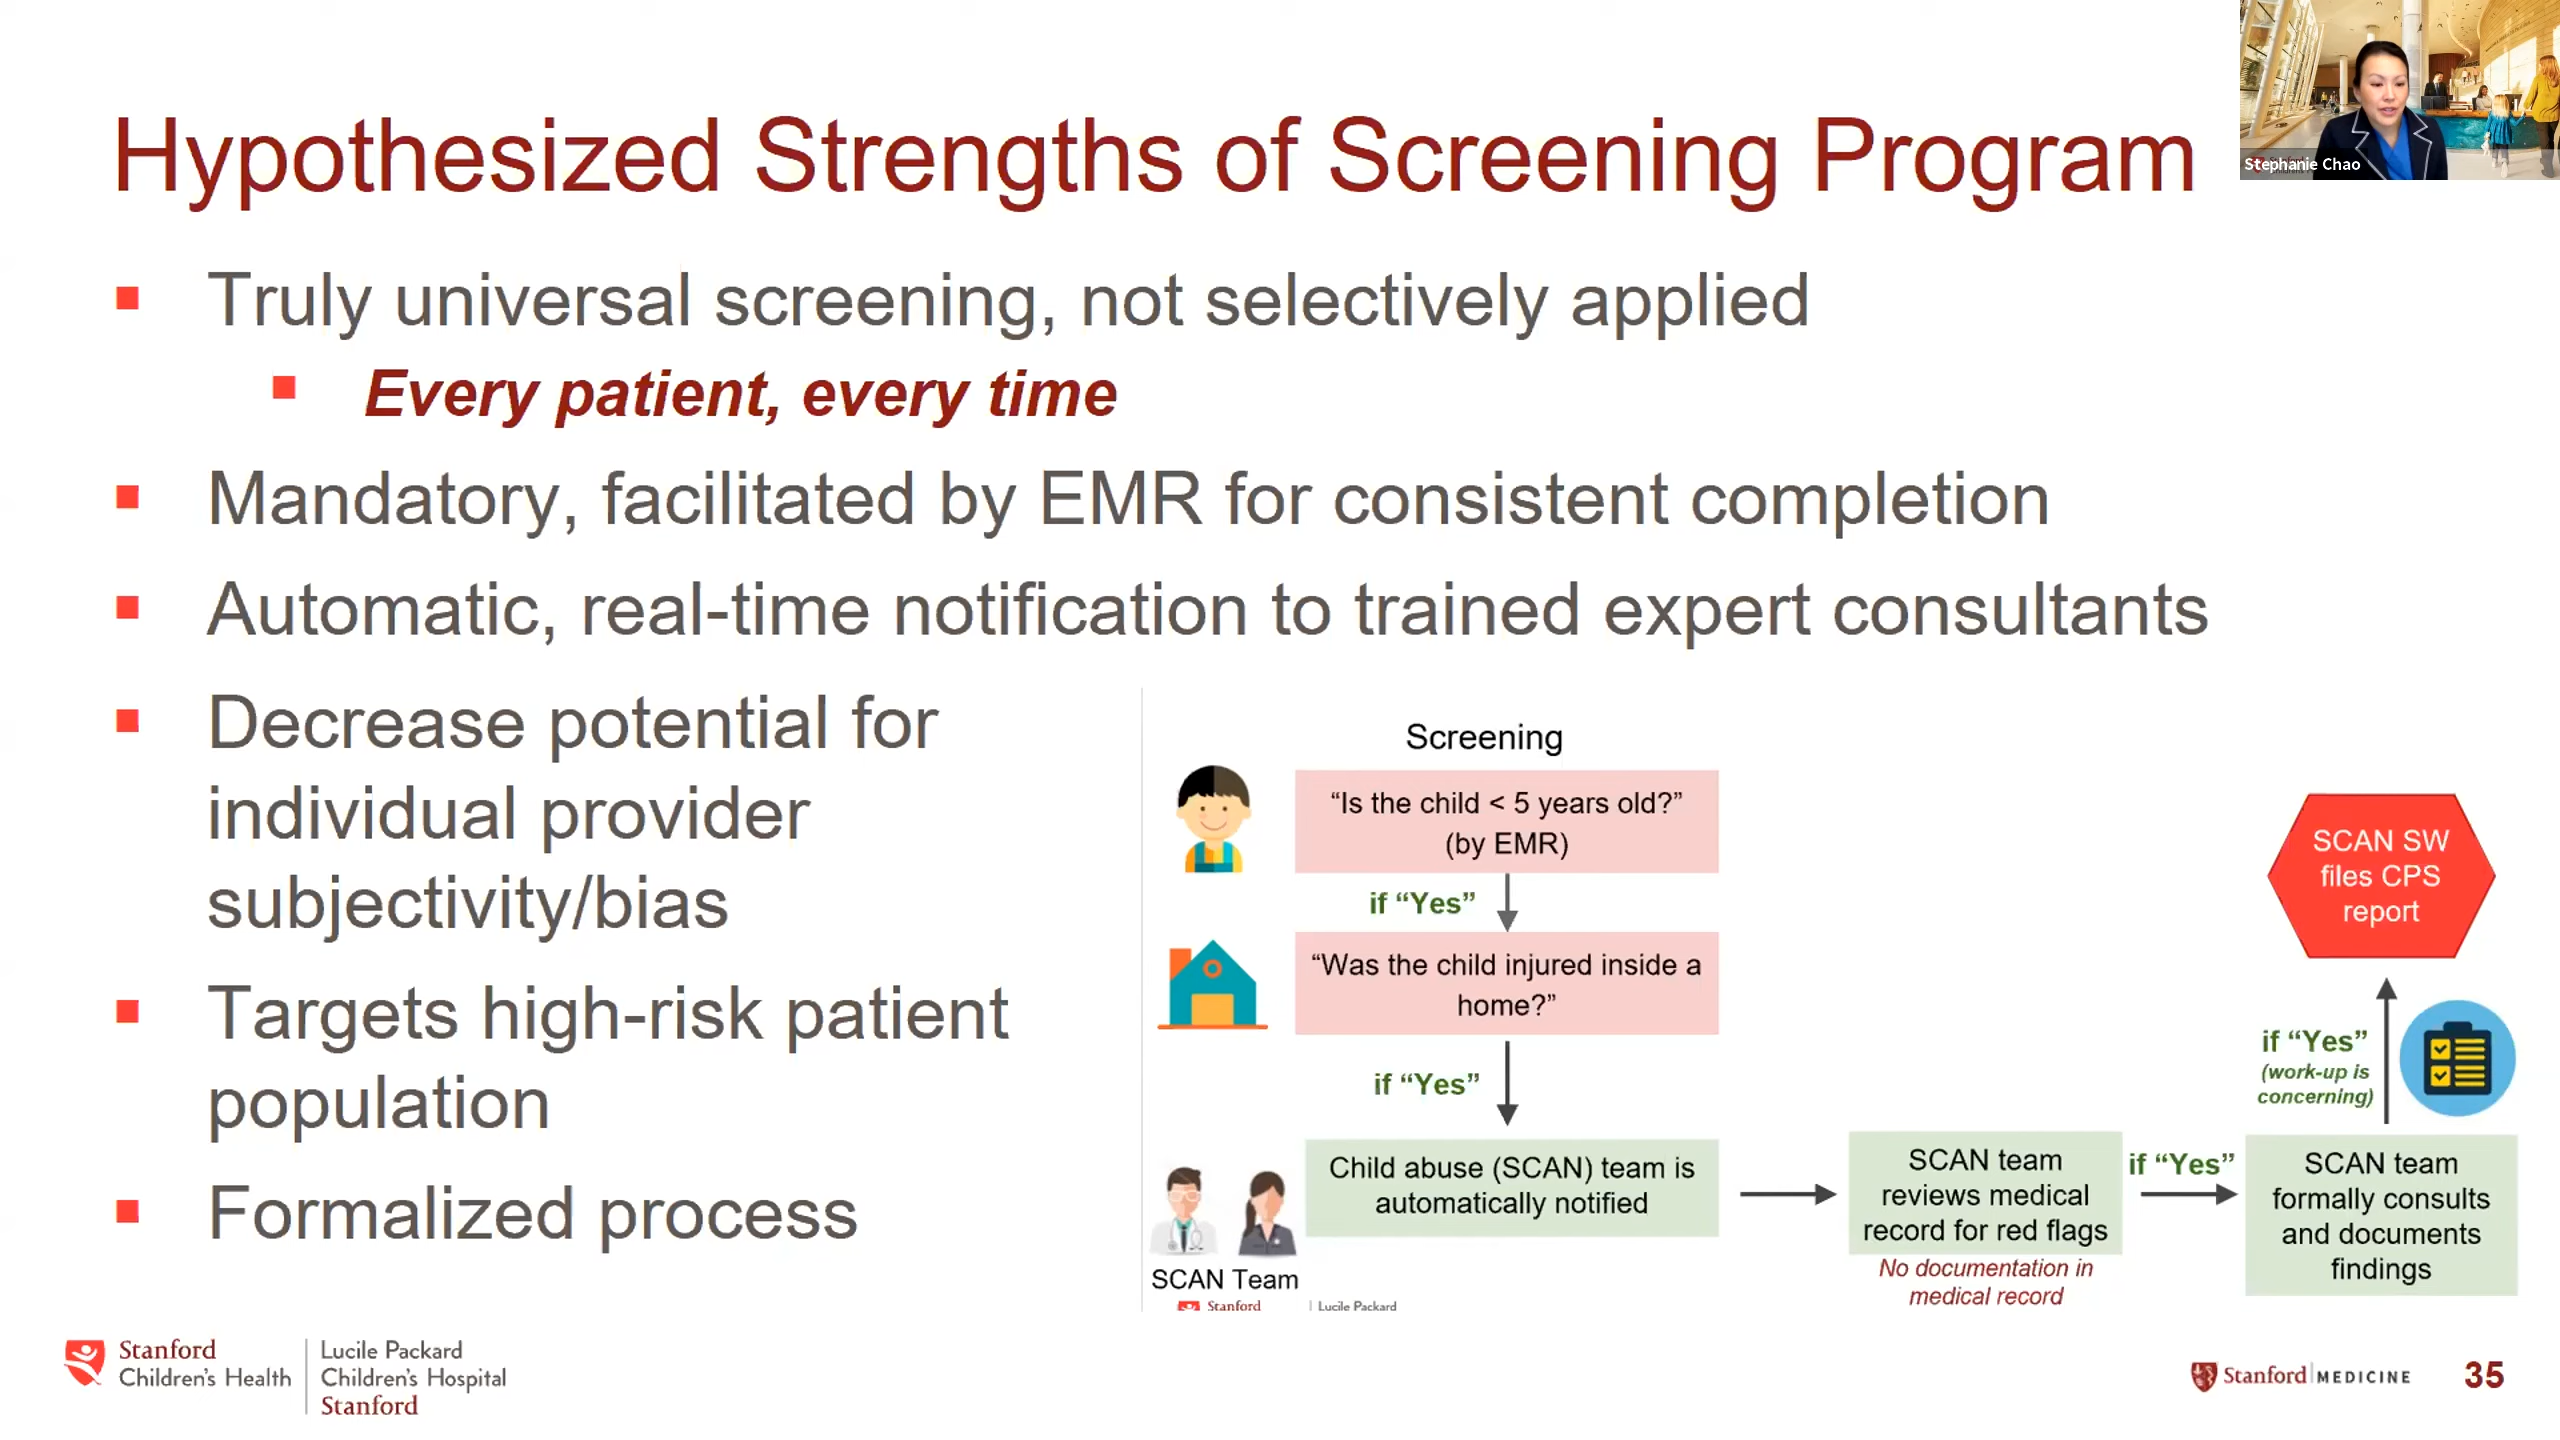 Hypothesized Strengths of Screening Program
Stephanie Chao
▪ Truly universal screening, not selectively applied
▪ Every patient, every time
▪ Mandatory, facilitated by EMR for consistent completion
▪ Automatic, real-time notification to trained expert consultants
▪ Decrease potential for
individual provider
subjectivity/bias
▪ Targets high-risk patient
population
▪ Formalized process
Screening
“Is the child < 5 years old?”
(by EMR)
if “Yes”
“Was the child injured inside a
home?”
if “Yes”
Child abuse (SCAN) team is
automatically notified
SCAN Team
Stanford
Lucile Packard
SCAN team
reviews medical
record for red flags
No documentation in
medical record
if “Yes”
SCAN team
formally consults
and documents
findings
if “Yes”
(work-up is
concerning)
SCAN SW
files CPS
report
Stanford
Children's Health
Lucile Packard
Children's Hospital
Stanford
Stanford MEDICINE
35